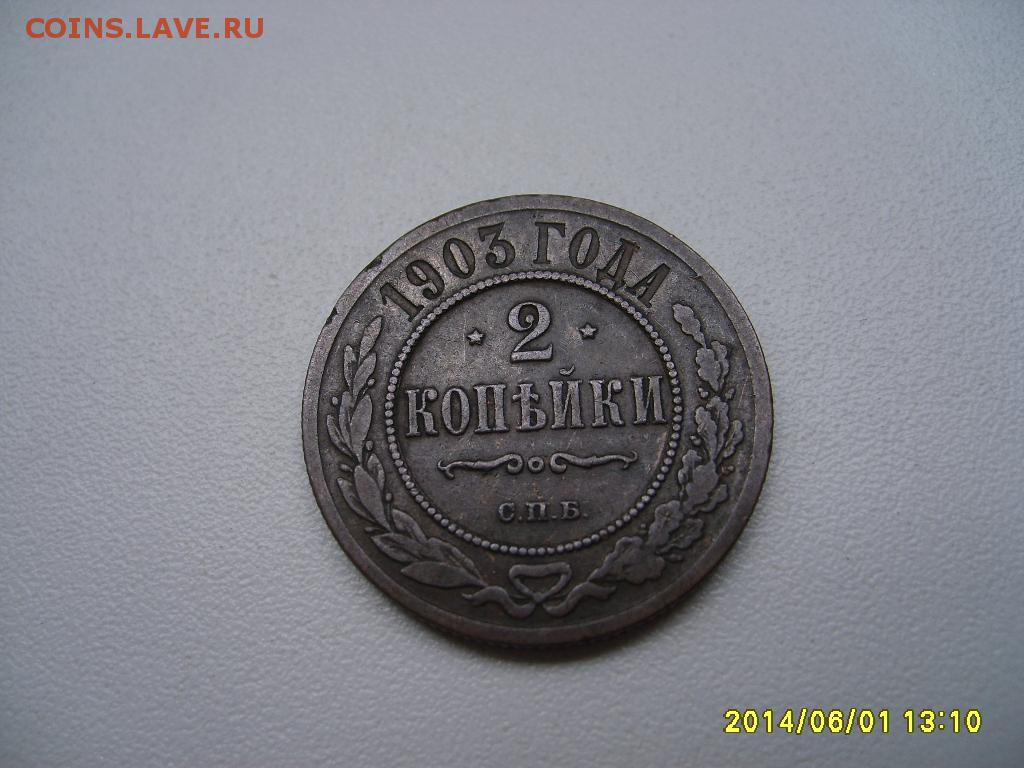 COINS.LAVE.RU
1903 ГОДА
2
КОПѢЙКИ
С.П.Б.
2014/06/01 13:10